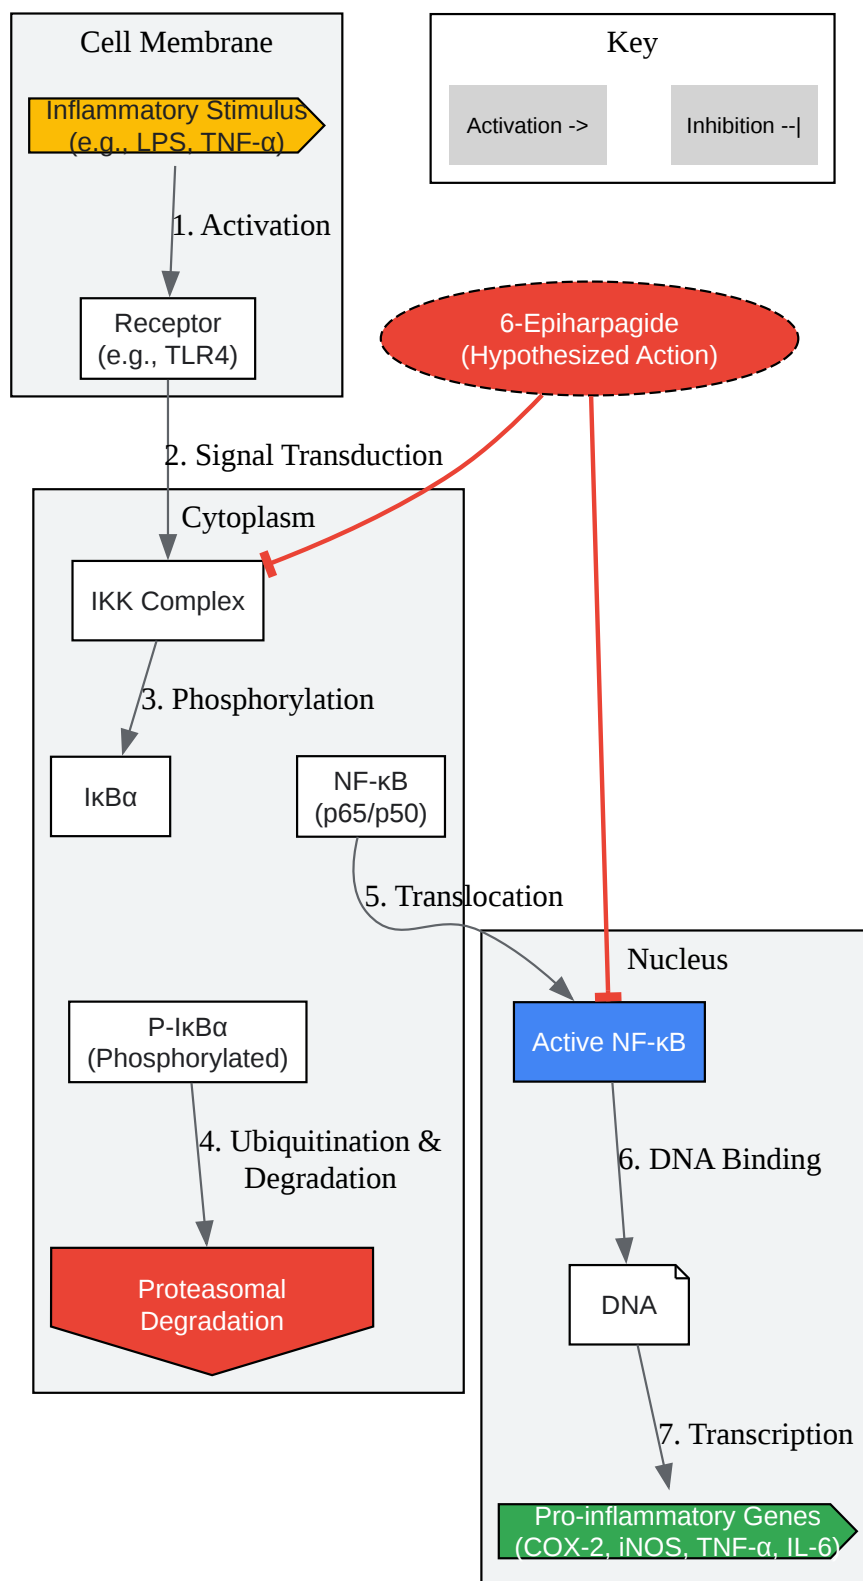 Cell Membrane
Inflammatory Stimulus
(e.g., LPS, TNF-α)
1. Activation
Receptor
(e.g., TLR4)
Key
Activation ->
Inhibition --|
6-Epiharpagide
(Hypothesized Action)
2. Signal Transduction
Cytoplasm
IKK Complex
3. Phosphorylation
IκBα
NF-κB
(p65/p50)
5. Translocation
Nucleus
P-IκBα
(Phosphorylated)
Active NF-κB
4. Ubiquitination &
Degradation
6. DNA Binding
Proteasomal
Degradation
DNA
7. Transcription
Pro-inflammatory Genes
(COX-2, iNOS, TNF-α, IL-6)